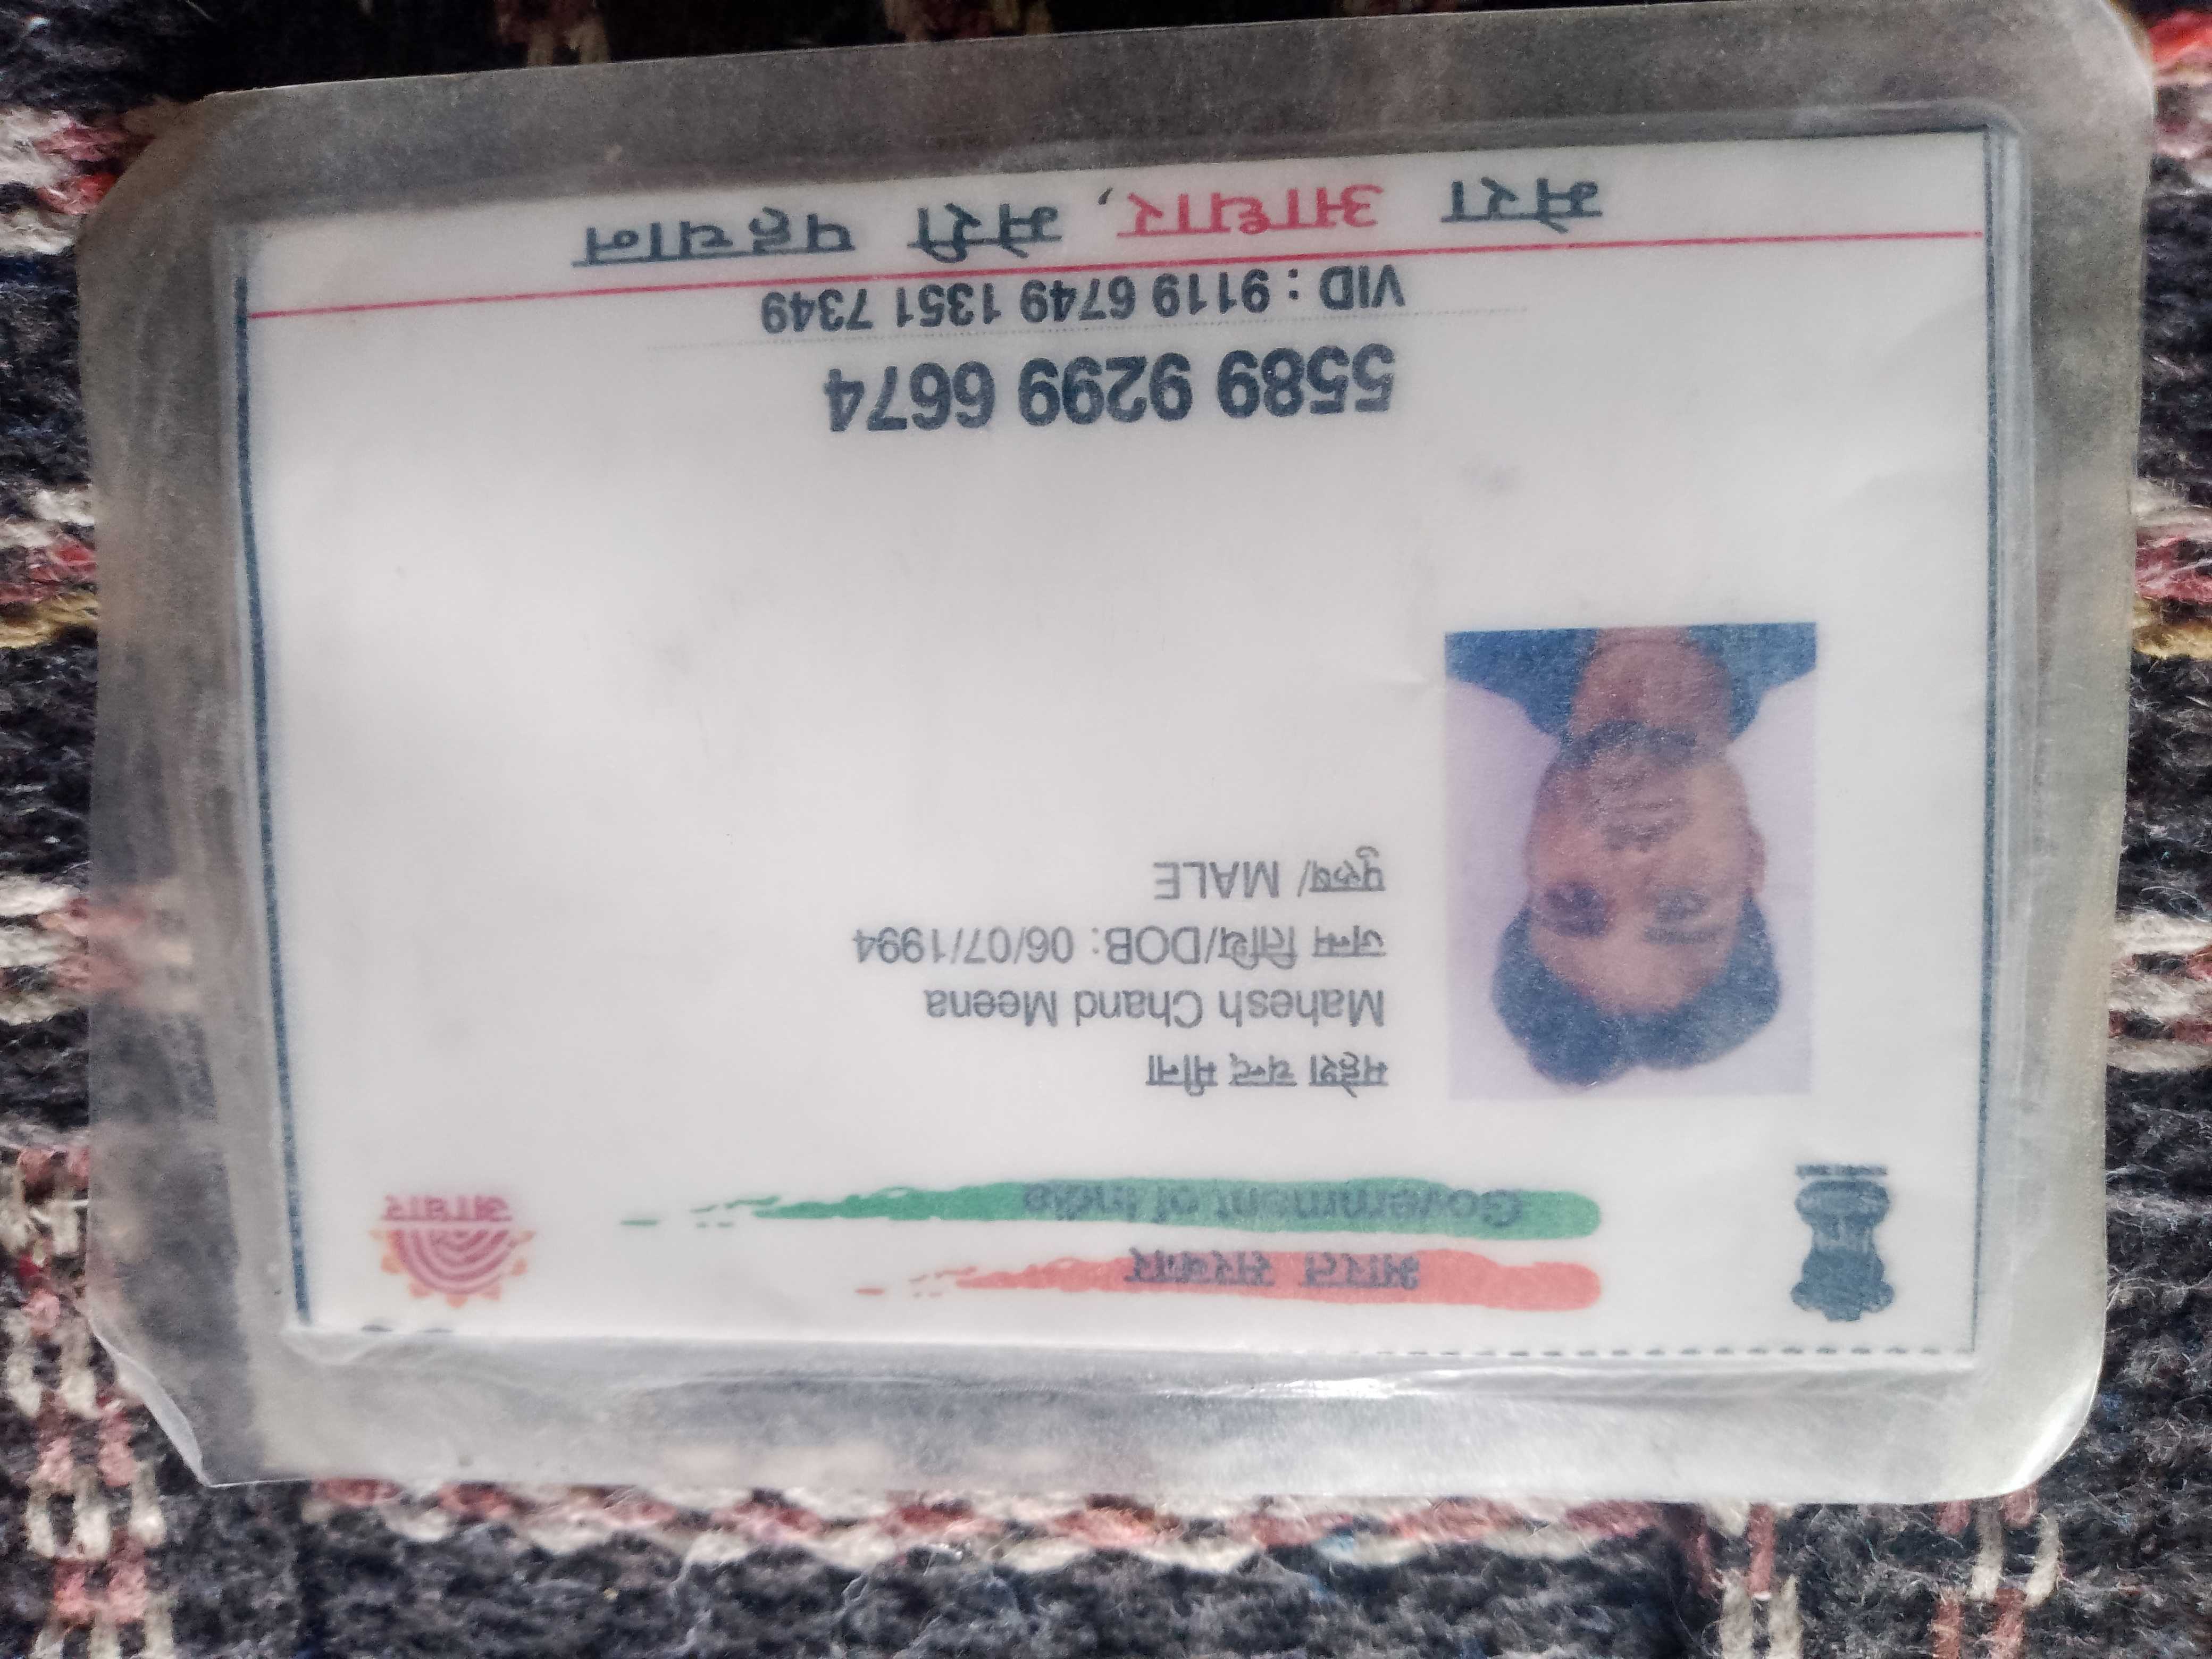 भारत सरकार
Government of India
आधार
महेश चन्द मीना
Mahesh Chand Meena
जन्म तिथि/DOB: 06/07/1994
पुरुष/ MALE
5589 9299 6674
VID : 9119 6749 1351 7349
मेरा आधार, मेरी पहचान